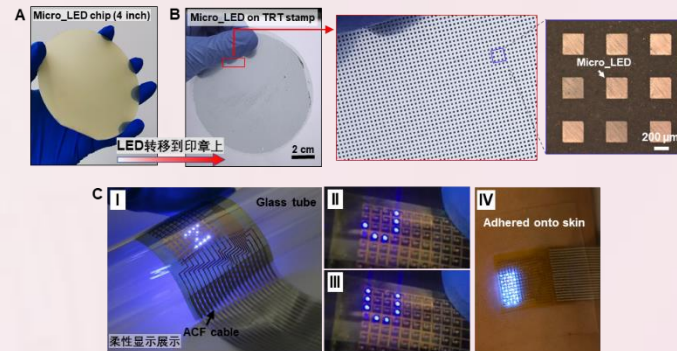 A
Micro_LED chip (4 inch)
B
Micro_LED on TRT stamp
LED转移到印章上
2 cm
Micro_LED
200 μm
C
I
Glass tube
ACF cable
柔性显示展示
II
III
IV
Adhered onto skin